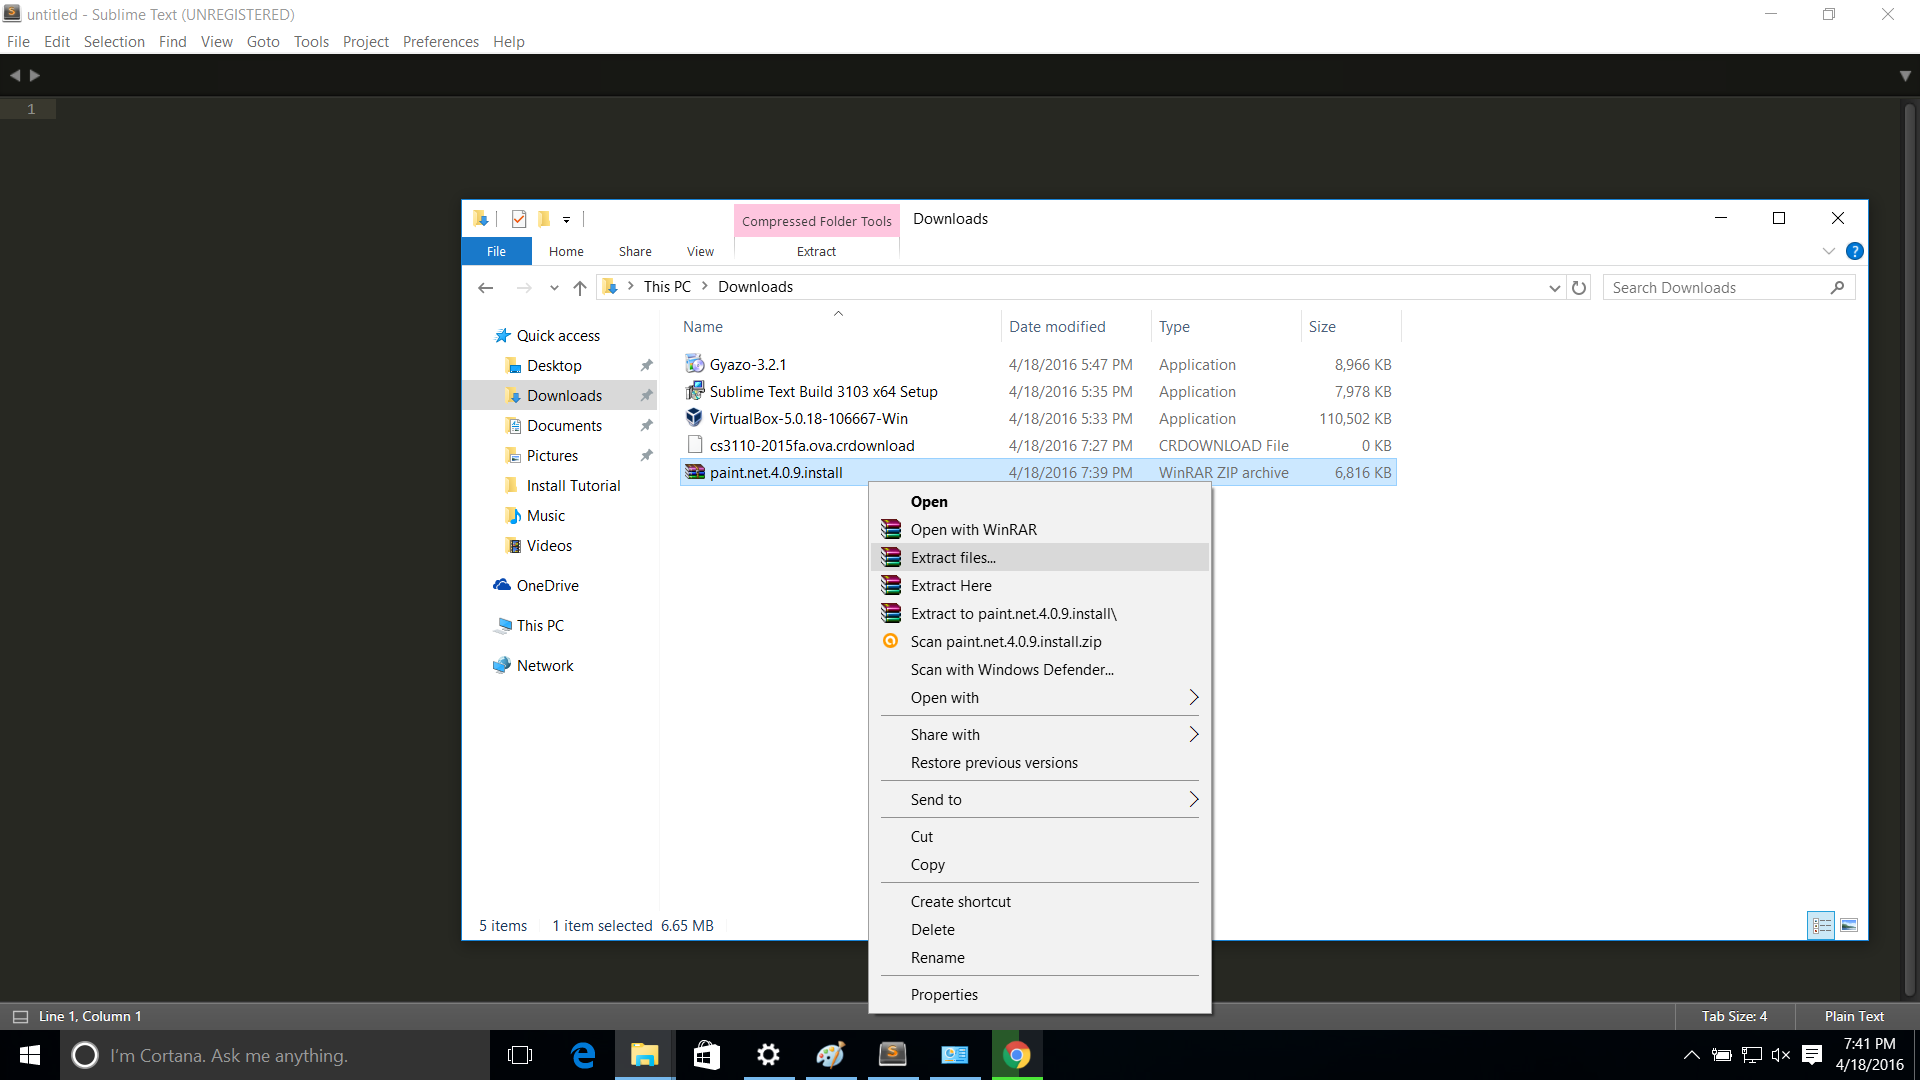 untitled - Sublime Text (UNREGISTERED)
File Edit Selection Find View Goto Tools Project Preferences Help
1
Compressed Folder Tools Downloads
File Home Share View Extract
This PC Downloads Search Downloads
Name Date modified Type Size
Quick access
Desktop
Downloads
Documents
Pictures
Install Tutorial
Music
Videos
OneDrive
This PC
Network
Gyazo-3.2.1 4/18/2016 5:47 PM Application 8,966 KB
Sublime Text Build 3103 x64 Setup 4/18/2016 5:35 PM Application 7,978 KB
VirtualBox-5.0.18-106667-Win 4/18/2016 5:33 PM Application 110,502 KB
cs3110-2015fa.ova.crdownload 4/18/2016 7:27 PM CRDOWNLOAD File 0 KB
paint.net.4.0.9.install 4/18/2016 7:39 PM WinRAR ZIP archive 6,816 KB
Open
Open with WinRAR
Extract files...
Extract Here
Extract to paint.net.4.0.9.install\
Scan paint.net.4.0.9.install.zip
Scan with Windows Defender...
Open with
Share with
Restore previous versions
Send to
Cut
Copy
Create shortcut
Delete
Rename
Properties
5 items 1 item selected 6.65 MB
Line 1, Column 1 Tab Size: 4 Plain Text
I'm Cortana. Ask me anything.
7:41 PM
4/18/2016